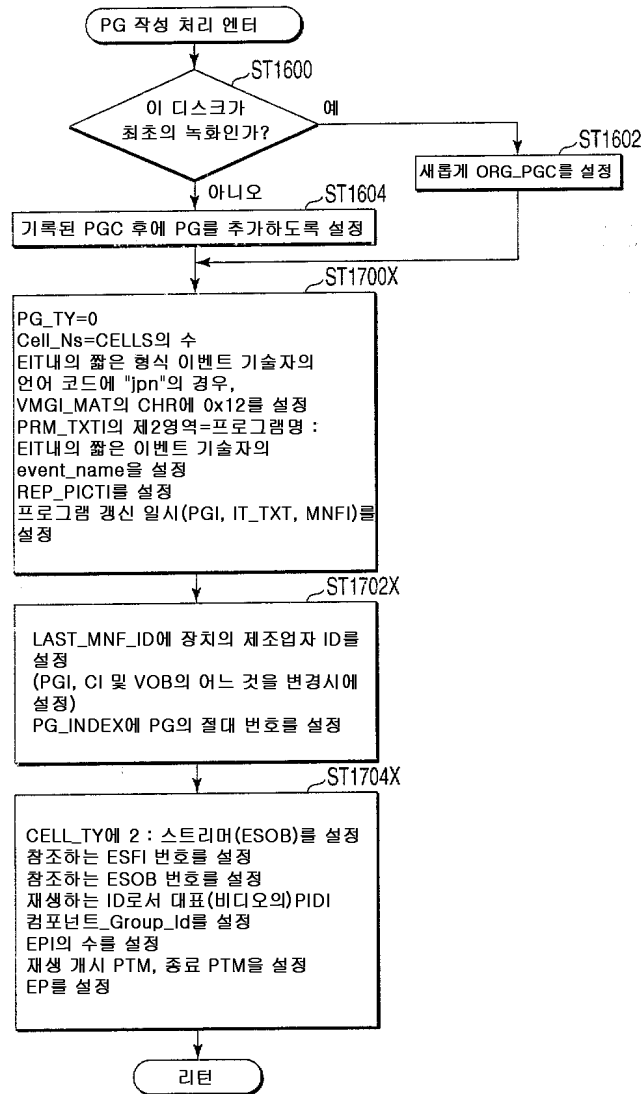 PG 작성 처리 엔터
ST1600
이 디스크가
최초의 녹화인가?
예
ST1602
새롭게 ORG_PGC를 설정
아니오
ST1604
기록된 PGC 후에 PG를 추가하도록 설정
ST1700X
PG_TY=0
Cell_Ns=CELLS의 수
EIT내의 짧은 형식 이벤트 기술자의
언어 코드에 "jpn"의 경우,
VMGI_MAT의 CHR에 0x12를 설정
PRM_TXTI의 제2영역=프로그램명 :
EIT내의 짧은 이벤트 기술자의
event_name을 설정
REP_PICTI를 설정
프로그램 갱신 일시(PGI, IT_TXT, MNFI)를
설정
ST1702X
LAST_MNF_ID에 장치의 제조업자 ID를
설정
(PGI, CI 및 VOB의 어느 것을 변경시에
설정)
PG_INDEX에 PG의 절대 번호를 설정
ST1704X
CELL_TY에 2 : 스트리머(ESOB)를 설정
참조하는 ESFI 번호를 설정
참조하는 ESOB 번호를 설정
재생하는 ID로서 대표(비디오의)PIDI
컴포넌트_Group_Id를 설정
EPI의 수를 설정
재생 개시 PTM, 종료 PTM을 설정
EP를 설정
리턴